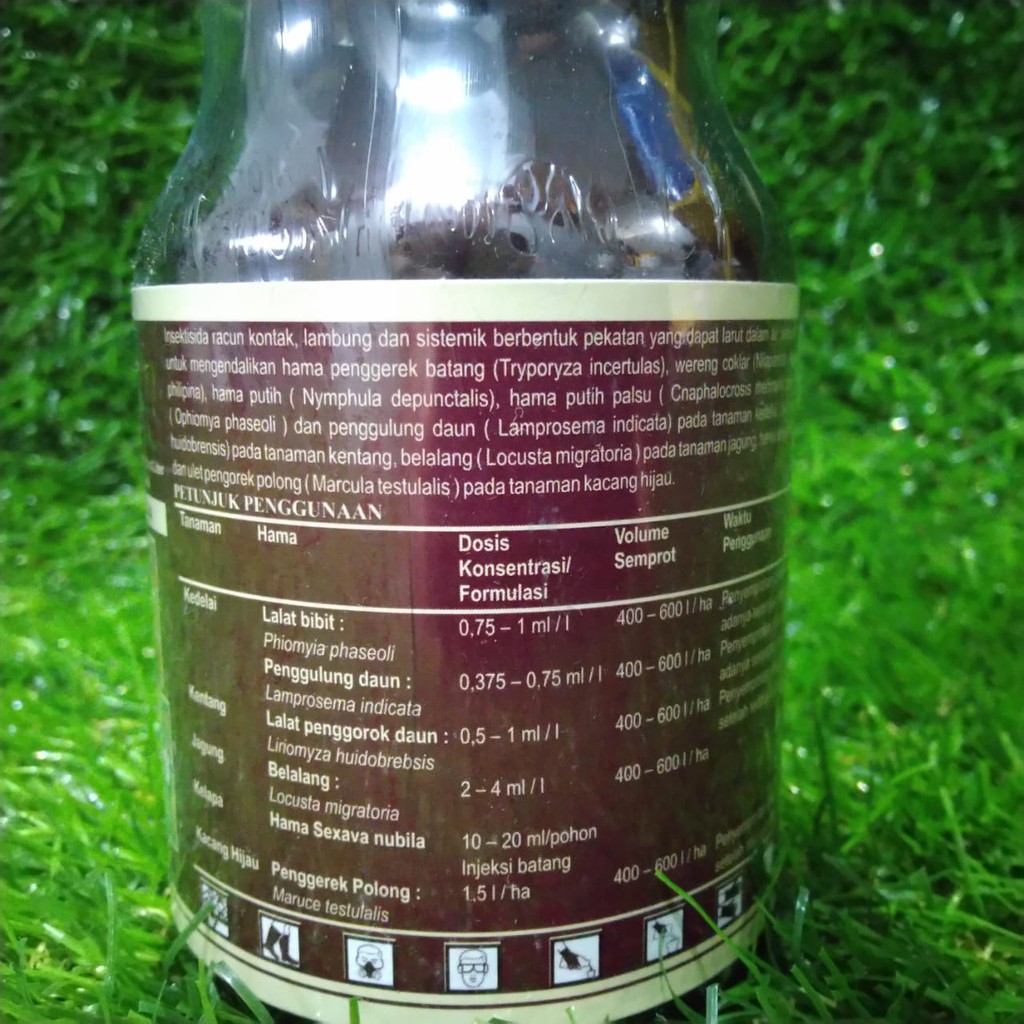 Insektisida racun kontak, lambung dan sistemik berbentuk pekatan yang dapat larut dalam
untuk mengendalikan hama penggerek batang (Tryporyza incertulas), wereng coklar
philipina), hama putih ( Nymphula depunctalis), hama putih palsu ( Cnaphalocrosis
( Ophiomya phaseoli ) dan penggulung daun ( Lamprosema indicata) pada tanaman
huidobrensis) pada tanaman kentang, belalang ( Locusta migratoria ) pada tanaman jagung,
dan ulet pengorek polong ( Marcula testulalis ) pada tanaman kacang hijau.
PETUNJUK PENGGUNAAN
Tanaman Hama Dosis Konsentrasi/ Formulasi Volume Semprot Waktu
Kedelai Lalat bibit : 0,75 – 1 ml / l 400 – 600 l / ha
Phiomyia phaseoli
Penggulung daun : 0,375 – 0,75 ml / l 400 – 600 l / ha
Lamprosema indicata
Kentang Lalat penggorok daun : 0,5 – 1 ml / l 400 – 600 l / ha
Liriomyza huidobrebsis
Jagung Belalang : 2 – 4 ml / l 400 – 600 l / ha
Locusta migratoria
Kelapa Hama Sexava nubila 10 – 20 ml/pohon
Injeksi batang
Kacang Hijau Penggerek Polong : 1,5 l / ha 400 – 600 l / ha
Maruce testulalis